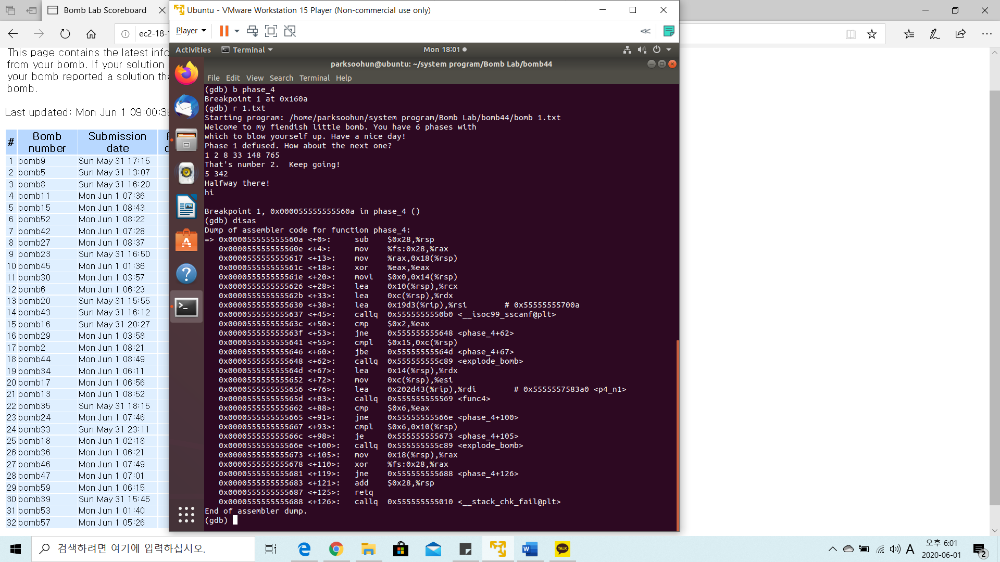 Bomb Lab Scoreboard
Ubuntu - VMware Workstation 15 Player (Non-commercial use only)
ec2-18-
Player
Activities
Terminal
Mon 18:01
parksoohun@ubuntu: ~/system program/Bomb Lab/bomb44
File Edit View Search Terminal Help
This page contains the latest info
from your bomb. If your solution
your bomb reported a solution tha
bomb.
Last updated: Mon Jun 1 09:00:36
# Bomb number Submission date
1 bomb9 Sun May 31 17:15
2 bomb5 Sun May 31 13:07
3 bomb8 Sun May 31 16:20
4 bomb11 Mon Jun 1 07:36
5 bomb15 Mon Jun 1 08:43
6 bomb52 Mon Jun 1 08:22
7 bomb42 Mon Jun 1 07:28
8 bomb27 Mon Jun 1 08:37
9 bomb23 Sun May 31 16:50
10 bomb45 Mon Jun 1 01:36
11 bomb30 Mon Jun 1 03:57
12 bomb6 Mon Jun 1 06:23
13 bomb20 Sun May 31 15:55
14 bomb43 Sun May 31 16:12
15 bomb16 Sun May 31 20:27
16 bomb29 Mon Jun 1 03:58
17 bomb2 Mon Jun 1 08:21
18 bomb44 Mon Jun 1 08:49
19 bomb34 Mon Jun 1 06:11
20 bomb17 Mon Jun 1 06:56
21 bomb13 Mon Jun 1 08:52
22 bomb35 Sun May 31 18:15
23 bomb24 Mon Jun 1 07:46
24 bomb33 Sun May 31 23:11
25 bomb18 Mon Jun 1 02:18
26 bomb36 Mon Jun 1 06:21
27 bomb46 Mon Jun 1 07:49
28 bomb47 Mon Jun 1 07:01
29 bomb59 Mon Jun 1 06:15
30 bomb39 Sun May 31 15:45
31 bomb53 Mon Jun 1 01:40
32 bomb57 Mon Jun 1 05:26
(gdb) b phase_4
Breakpoint 1 at 0x160a
(gdb) r 1.txt
Starting program: /home/parksoohun/system program/Bomb Lab/bomb44/bomb 1.txt
Welcome to my fiendish little bomb. You have 6 phases with
which to blow yourself up. Have a nice day!
Phase 1 defused. How about the next one?
1 2 8 33 148 765
That's number 2.  Keep going!
5 342
Halfway there!
hi
Breakpoint 1, 0x000055555555560a in phase_4 ()
(gdb) disas
Dump of assembler code for function phase_4:
=> 0x000055555555560a <+0>: sub $0x28,%rsp
0x000055555555560e <+4>: mov %fs:0x28,%rax
0x0000555555555617 <+13>: mov %rax,0x18(%rsp)
0x000055555555561c <+18>: xor %eax,%eax
0x000055555555561e <+20>: movl $0x0,0x14(%rsp)
0x0000555555555626 <+28>: lea 0x10(%rsp),%rcx
0x000055555555562b <+33>: lea 0xc(%rsp),%rdx
0x0000555555555630 <+38>: lea 0x19d3(%rip),%rsi # 0x55555555700a
0x0000555555555637 <+45>: callq 0x5555555550b0 <__isoc99_sscanf@plt>
0x000055555555563c <+50>: cmp $0x2,%eax
0x000055555555563f <+53>: jne 0x555555555648 <phase_4+62>
0x0000555555555641 <+55>: cmpl $0x15,0xc(%rsp)
0x0000555555555646 <+60>: jbe 0x55555555564d <phase_4+67>
0x0000555555555648 <+62>: callq 0x555555555c89 <explode_bomb>
0x000055555555564d <+67>: lea 0x14(%rsp),%rdx
0x0000555555555652 <+72>: mov 0xc(%rsp),%esi
0x0000555555555656 <+76>: lea 0x202d43(%rip),%rdi # 0x5555557583a0 <p4_n1>
0x000055555555565d <+83>: callq 0x555555555569 <func4>
0x0000555555555662 <+88>: cmp $0x6,%eax
0x0000555555555665 <+91>: jne 0x55555555566e <phase_4+100>
0x0000555555555667 <+93>: cmpl $0x6,0x10(%rsp)
0x000055555555566c <+98>: je 0x555555555673 <phase_4+105>
0x000055555555566e <+100>: callq 0x555555555c89 <explode_bomb>
0x0000555555555673 <+105>: mov 0x18(%rsp),%rax
0x0000555555555678 <+110>: xor %fs:0x28,%rax
0x0000555555555681 <+119>: jne 0x555555555688 <phase_4+126>
0x0000555555555683 <+121>: add $0x28,%rsp
0x0000555555555687 <+125>: retq
0x0000555555555688 <+126>: callq 0x555555555010 <__stack_chk_fail@plt>
End of assembler dump.
(gdb)
검색하려면 여기에 입력하십시오.
TALK
A
오후 6:01
2020-06-01
2